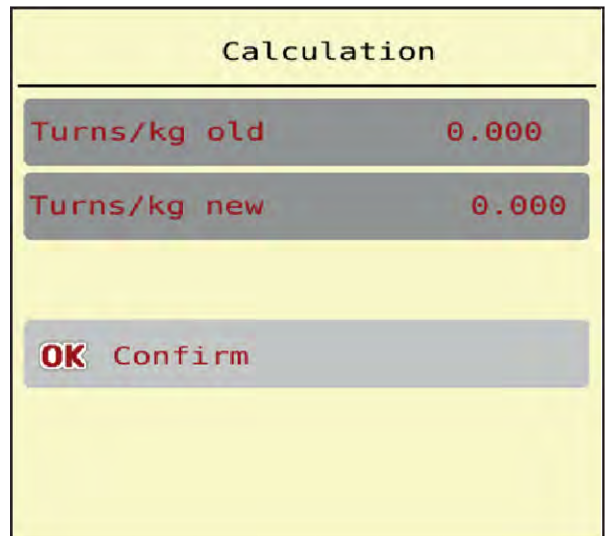 Calculation
Turns/kg old 0.000
Turns/kg new 0.000
OK Confirm